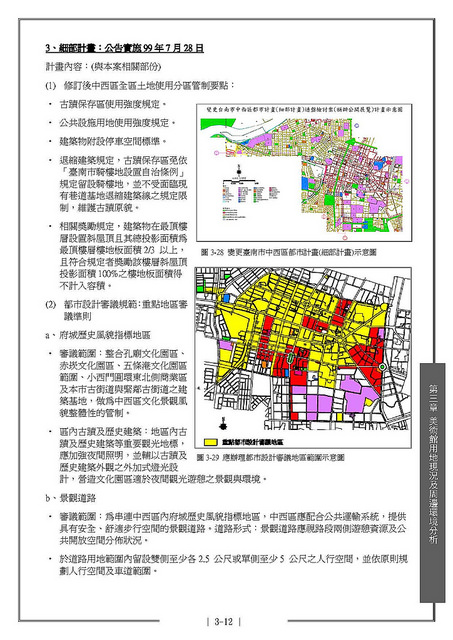 3、細部計畫：公告實施 99 年 7 月 28 日
計畫內容：(與本案相關部份)
(1) 修訂後中西區全區土地使用分區管制要點：
• 古蹟保存區使用強度規定。
• 公共設施用地使用強度規定。
• 建築物附設停車空間標準。
• 退縮建築規定，古蹟保存區免依
「臺南市騎樓地設置自治條例」
規定留設騎樓地，並不受面臨現
有巷道基地退縮建築線之規定限
制，維護古蹟原貌。
• 相關獎勵規定，建築物在最頂樓
層設置斜屋頂且其總投影面積為
最頂樓層樓地板面積 2/3 以上，
且符合規定者獎勵該樓層斜屋頂
投影面積 100%之樓地板面積得
不計入容積。
變更台南市中西區都市計畫(細部計畫)通盤檢討案(核辦公開展覽)計畫示意圖
圖 3-28 變更臺南市中西區都市計畫(細部計畫)示意圖
(2) 都市設計審議規範:重點地區審
議準則
a、府城歷史風貌指標地區
• 審議範圍：整合孔廟文化園區、
赤崁文化園區、五條港文化園區
範圍、小西門圓環東北側商業區
及本市古街道與緊鄰古街道之建
築基地，做為中西區文化景觀風
貌整體性的管制。
• 區內古蹟及歷史建築：地區內古
蹟及歷史建築等重要觀光地標，
應加強夜間照明，並輔以古蹟及
歷史建築外觀之外加式燈光設
計，營造文化園區適於夜間觀光遊憩之景觀與環境。
重點都市設計審議地區
圖 3-29 應辦理都市設計審議地區範圍示意圖
b、景觀道路
• 審議範圍：為串連中西區內府城歷史風貌指標地區，中西區應配合公共運輸系統，提供
具有安全、舒適步行空間的景觀道路。道路形式：景觀道路應視路段兩側遊憩資源及公
共開放空間分佈狀況。
• 於道路用地範圍內留設雙側至少各 2.5 公尺或單側至少 5 公尺之人行空間，並依原則規
劃人行空間及車道範圍。
第三章 美術館用地現況及周邊環境分析
| 3-12 |